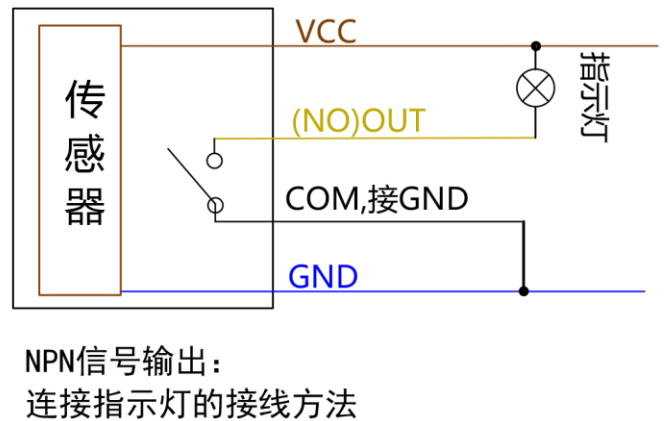 VCC
传感器
指示灯
(NO)OUT
COM,接GND
GND
NPN信号输出：
连接指示灯的接线方法